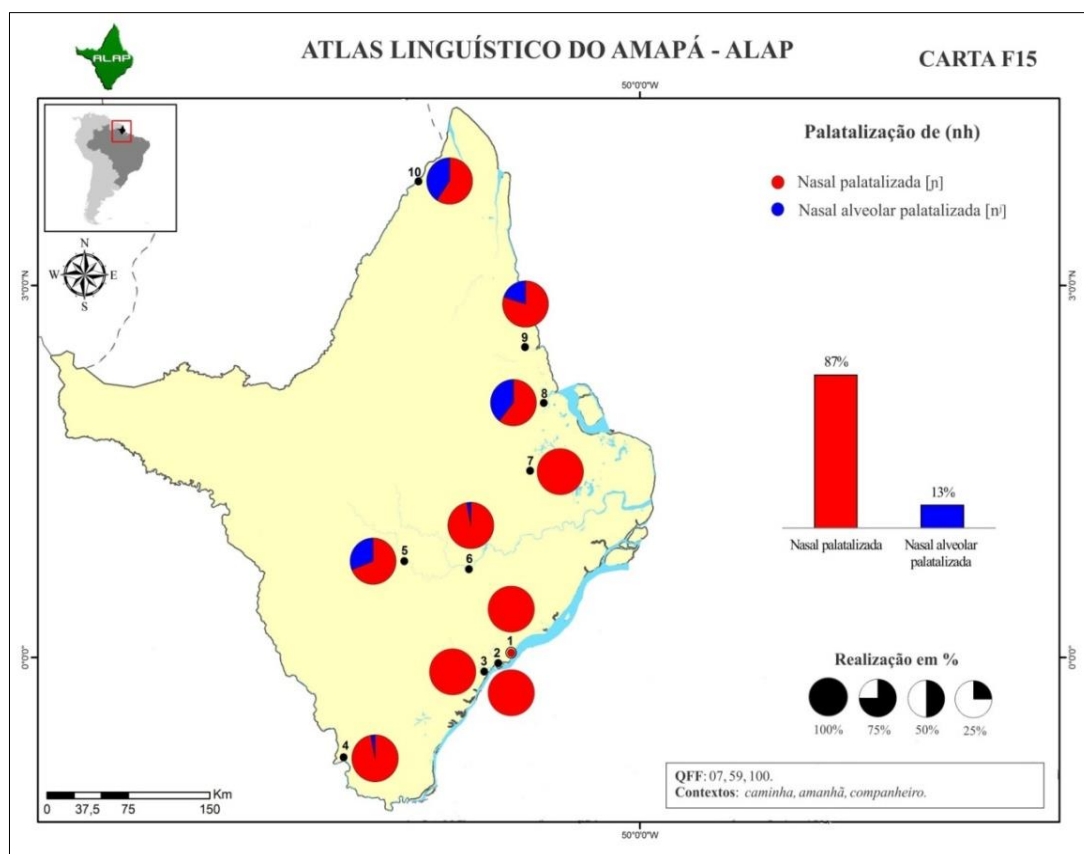 ALAP
ATLAS LINGUÍSTICO DO AMAPÁ - ALAP
CARTA F15
50°0'0"W
Palatalização de (nh)
Nasal palatalizada [ɲ]
Nasal alveolar palatalizada [nʲ]
10
N
W E
S
3°0'0"N
3°0'0"N
9
87%
8
7
13%
Nasal palatalizada
Nasal alveolar
palatalizada
5
6
1
2
3
0°0'0"
0°0'0"
Realização em %
100%
75%
50%
25%
4
QFF: 07, 59, 100.
Contextos: caminha, amanhã, companheiro.
Km
0 37,5 75 150
50°0'0"W